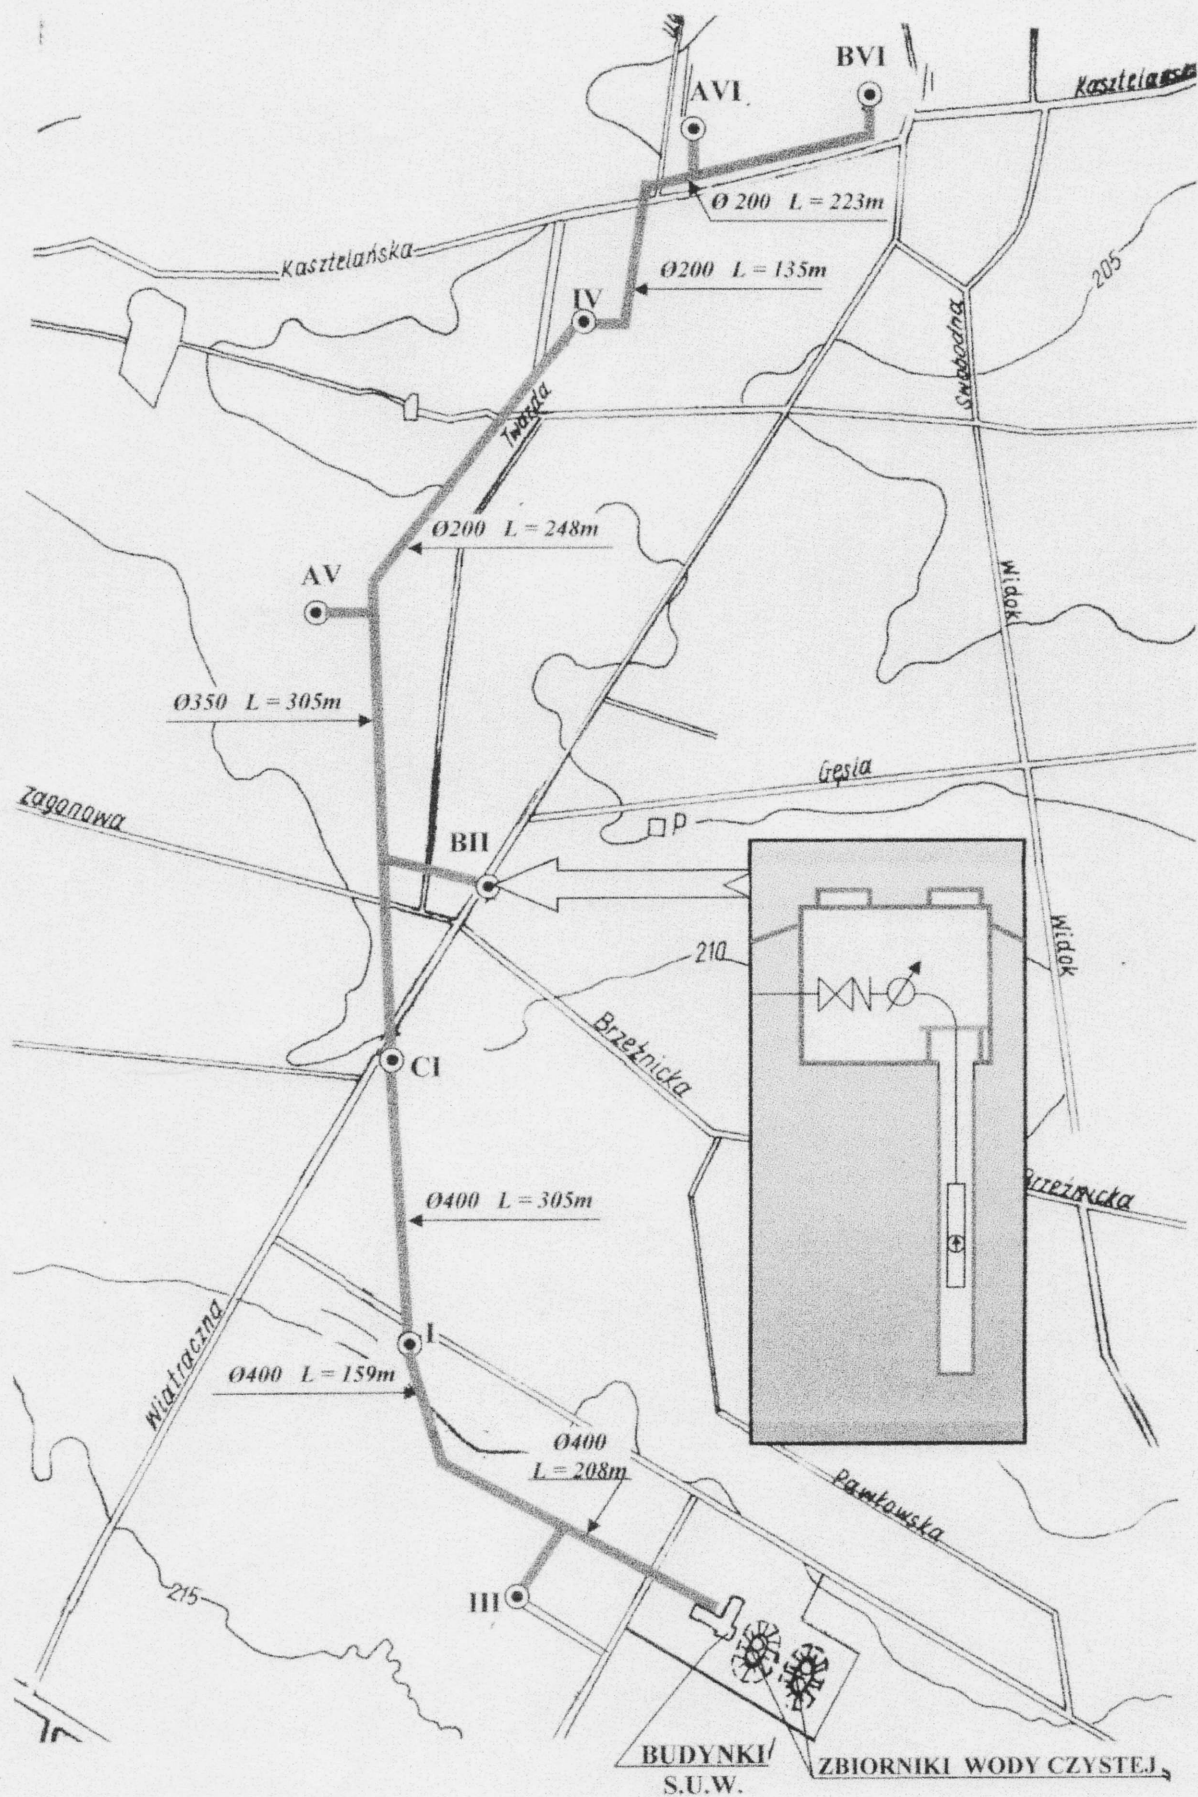 BVI
AVI
Kasztelańska
Ø 200 L = 223m
Kasztelańska
Ø200 L = 135m
205
IV
Swobodna
Twarda
Ø200 L = 248m
AV
Widok
Ø350 L = 305m
Gęsia
Zagonowa
P
BII
210
Widok
Brzeźnicka
CI
Ø400 L = 305m
Brzeźnicka
I
Wiatraczna
Ø400 L = 159m
Ø400
L = 208m
Pawłowska
215
III
BUDYNKI
S.U.W.
ZBIORNIKI WODY CZYSTEJ